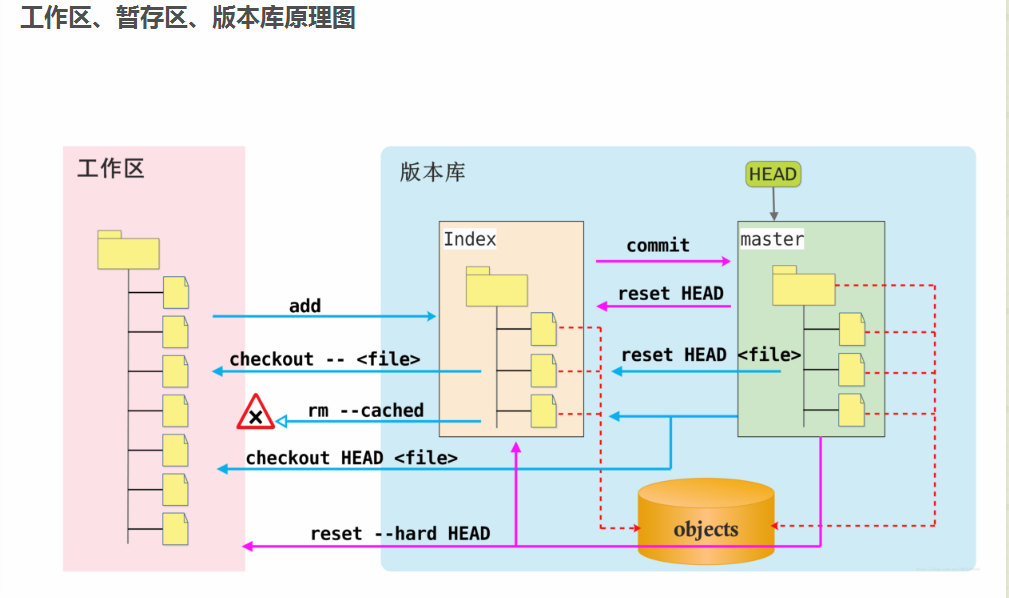 工作区、暂存区、版本库原理图
工作区
版本库
HEAD
Index
master
commit
reset HEAD
add
checkout -- <file>
reset HEAD <file>
rm --cached
checkout HEAD <file>
reset --hard HEAD
objects